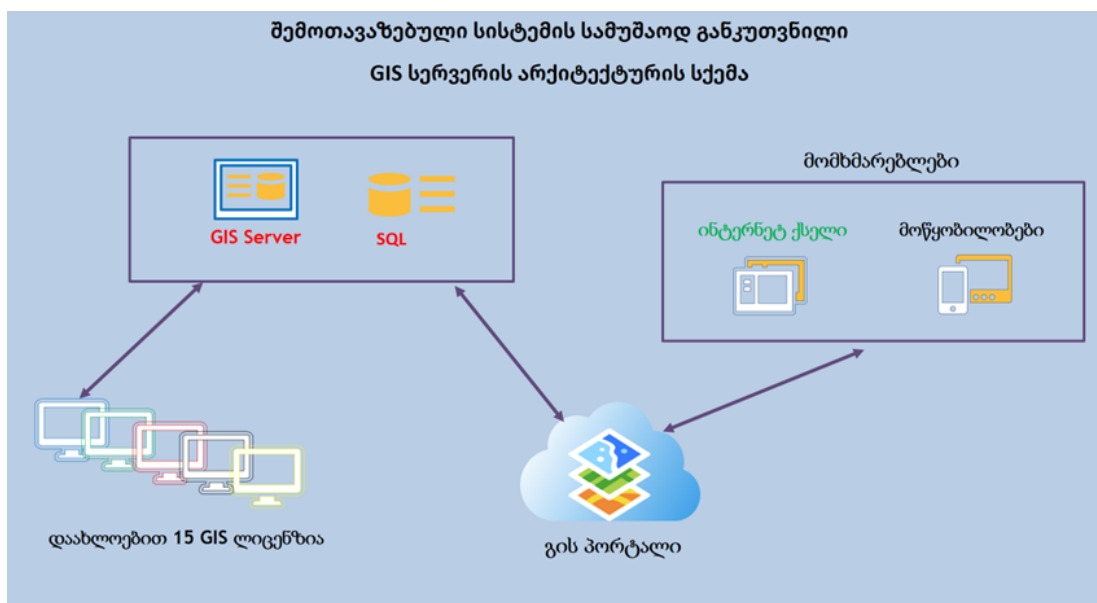 შემოთავაზებული სისტემის სამუშაოდ განკუთვნილი
GIS სერვერის არქიტექტურის სქემა
GIS Server
SQL
მომხმარებლები
ინტერნეტ ქსელი
მოწყობილობები
დაახლოებით 15 GIS ლიცენზია
გის პორტალი